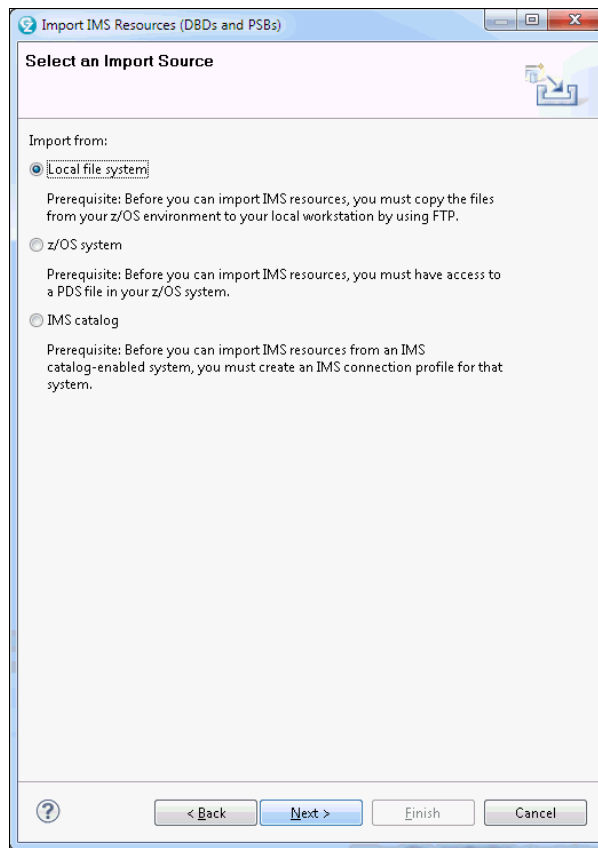 Import IMS Resources (DBDs and PSBs)
Select an Import Source
Import from:
Local file system
Prerequisite: Before you can import IMS resources, you must copy the files
from your z/OS environment to your local workstation by using FTP.
z/OS system
Prerequisite: Before you can import IMS resources, you must have access to
a PDS file in your z/OS system.
IMS catalog
Prerequisite: Before you can import IMS resources from an IMS
catalog-enabled system, you must create an IMS connection profile for that
system.
? < Back Next > Finish Cancel